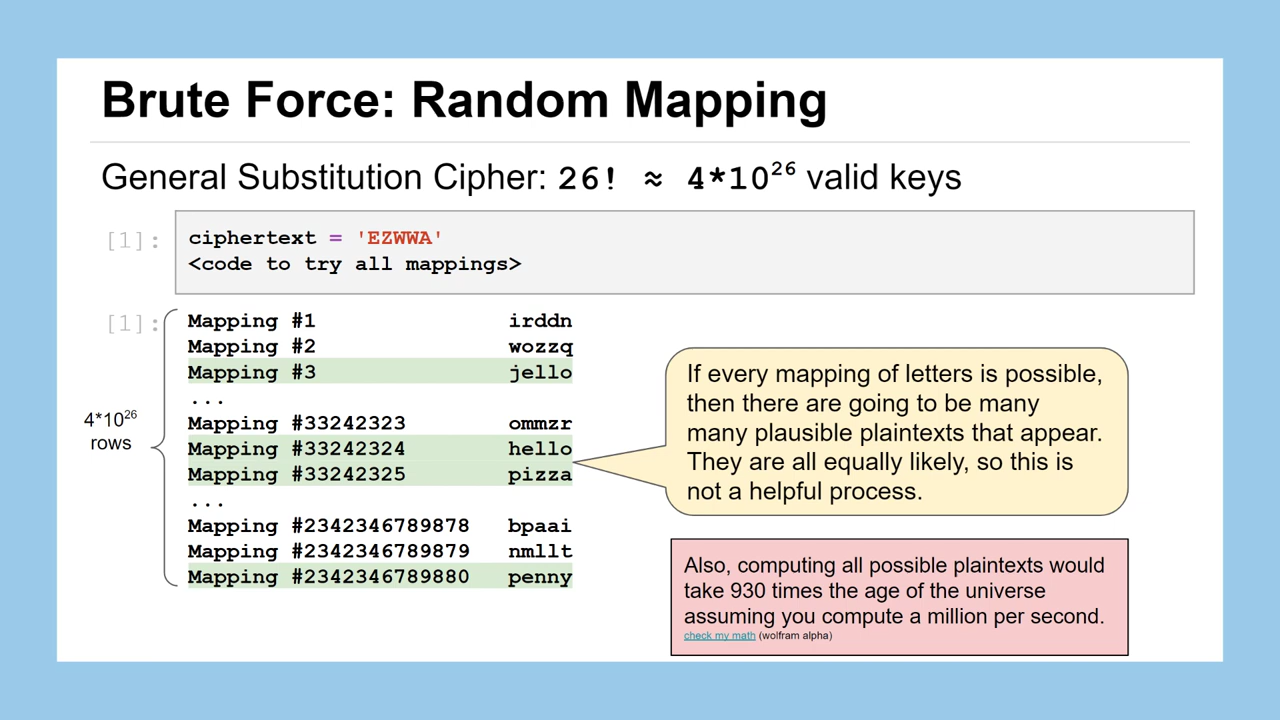 Brute Force: Random Mapping
General Substitution Cipher: 26! ≈ 4*10²⁶ valid keys
[1]:
ciphertext = 'EZWWA'
<code to try all mappings>
[1]:
4*10²⁶
rows
Mapping #1 irddn
Mapping #2 wozzq
Mapping #3 jello
...
Mapping #33242323 ommzr
Mapping #33242324 hello
Mapping #33242325 pizza
...
Mapping #2342346789878 bpaai
Mapping #2342346789879 nmllt
Mapping #2342346789880 penny
If every mapping of letters is possible,
then there are going to be many
many plausible plaintexts that appear.
They are all equally likely, so this is
not a helpful process.
Also, computing all possible plaintexts would
take 930 times the age of the universe
assuming you compute a million per second.
check my math (wolfram alpha)